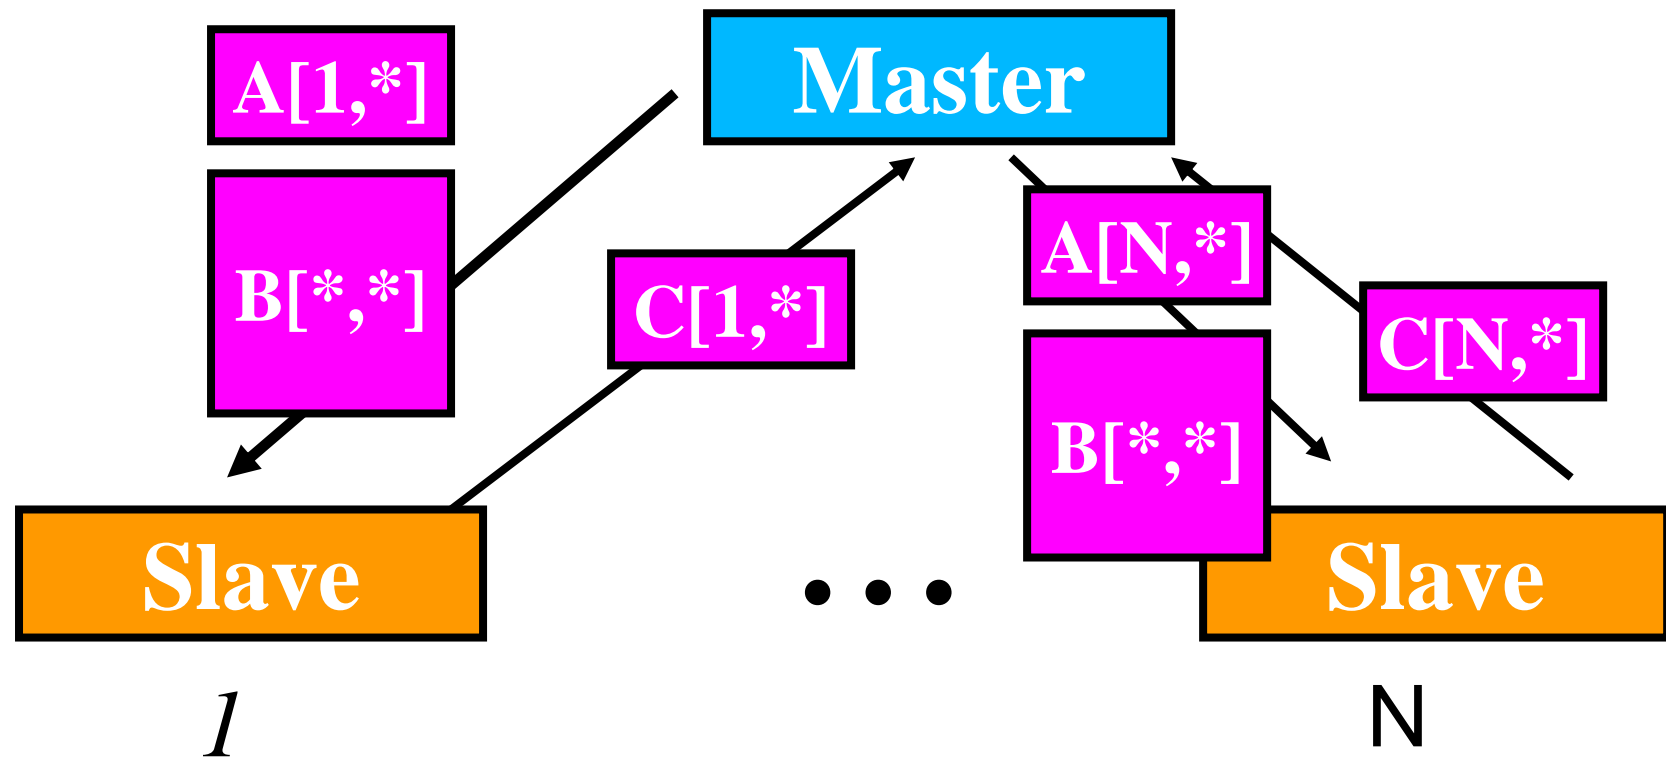 A[1,*]
Master
B[*,*]
C[1,*]
A[N,*]
C[N,*]
B[*,*]
Slave
• • •
Slave
1
N